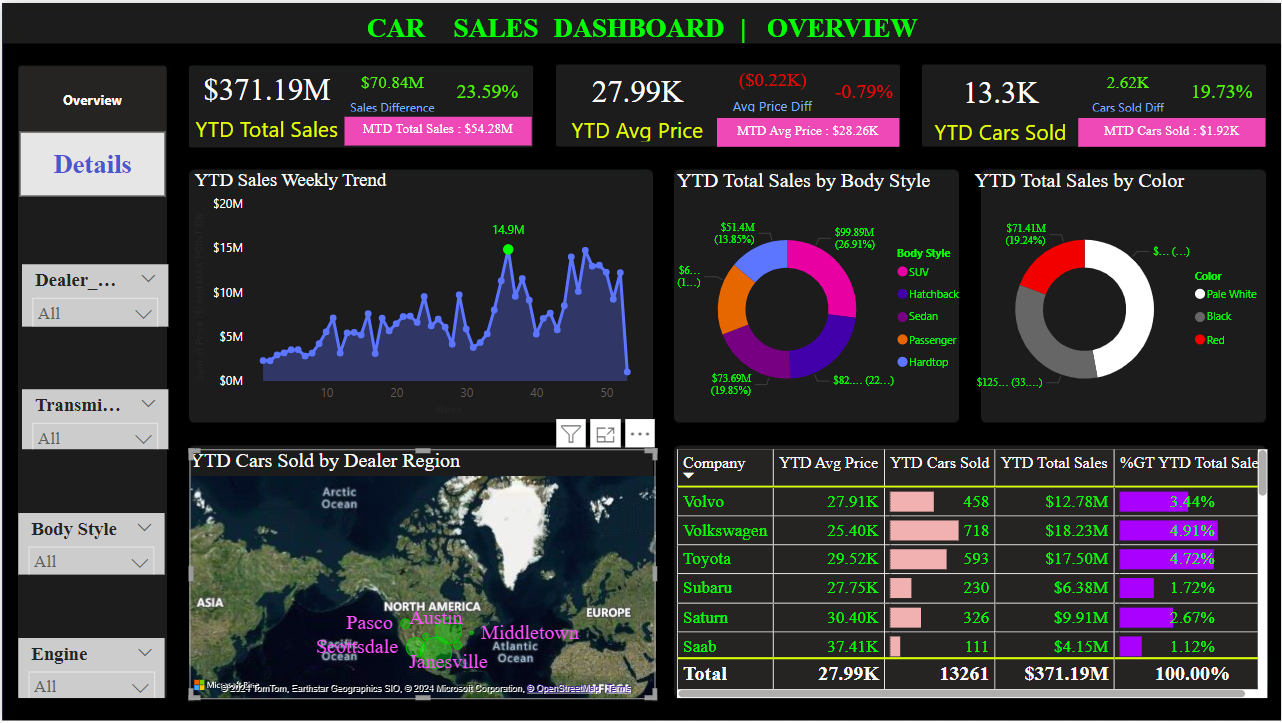 CAR SALES DASHBOARD | OVERVIEW
Overview
Details
Dealer_...
All
Transmi...
All
Body Style
All
Engine
All
$371.19M
YTD Total Sales
$70.84M
Sales Difference
23.59%
MTD Total Sales : $54.28M
27.99K
YTD Avg Price
($0.22K)
Avg Price Diff
-0.79%
MTD Avg Price : $28.26K
13.3K
YTD Cars Sold
2.62K
Cars Sold Diff
19.73%
MTD Cars Sold : $1.92K
YTD Sales Weekly Trend
$20M
$15M
$10M
$5M
$0M
14.9M
10 20 30 40 50
YTD Total Sales by Body Style
$51.4M
(13.85%)
$99.89M
(26.91%)
$6...
(1...)
$73.69M
(19.85%)
$82.... (22...)
Body Style
SUV
Hatchback
Sedan
Passenger
Hardtop
YTD Total Sales by Color
$71.41M
(19.24%)
$... (...)
$125... (33....)
Color
Pale White
Black
Red
YTD Cars Sold by Dealer Region
Arctic
Ocean
ASIA
NORTH AMERICA
EUROPE
Pasco
Austin
Scottsdale
Middletown
Janesville
Pacific
Ocean
Atlantic
Ocean
© 2024 TomTom, Earthstar Geographics SIO, © 2024 Microsoft Corporation, © OpenStreetMap Terms
Company YTD Avg Price YTD Cars Sold YTD Total Sales %GT YTD Total Sale
Volvo 27.91K 458 $12.78M 3.44%
Volkswagen 25.40K 718 $18.23M 4.91%
Toyota 29.52K 593 $17.50M 4.72%
Subaru 27.75K 230 $6.38M 1.72%
Saturn 30.40K 326 $9.91M 2.67%
Saab 37.41K 111 $4.15M 1.12%
Total 27.99K 13261 $371.19M 100.00%